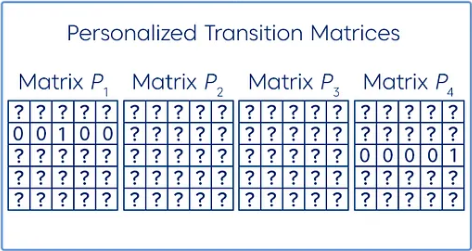 Personalized Transition Matrices
Matrix P1 Matrix P2 Matrix P3 Matrix P4
? ? ? ? ? ? ? ? ? ? ? ? ? ? ? ? ? ? ? ?
0 0 1 0 0 ? ? ? ? ? ? ? ? ? ? ? ? ? ? ?
? ? ? ? ? ? ? ? ? ? ? ? ? ? ? 0 0 0 0 1
? ? ? ? ? ? ? ? ? ? ? ? ? ? ? ? ? ? ? ?
? ? ? ? ? ? ? ? ? ? ? ? ? ? ? ? ? ? ? ?